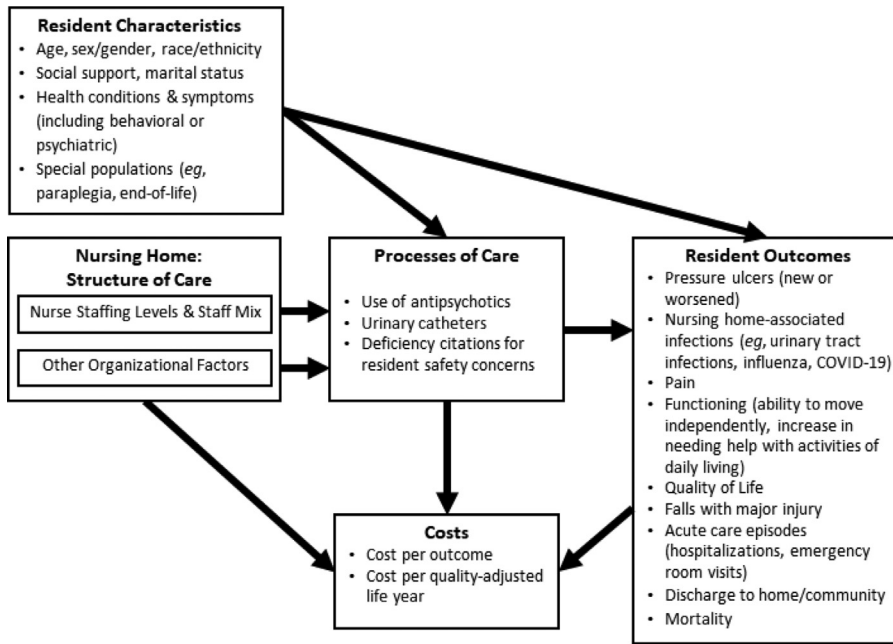 Resident Characteristics
• Age, sex/gender, race/ethnicity
• Social support, marital status
• Health conditions & symptoms
(including behavioral or
psychiatric)
• Special populations (eg,
paraplegia, end-of-life)
Nursing Home:
Structure of Care
Nurse Staffing Levels & Staff Mix
Other Organizational Factors
Processes of Care
• Use of antipsychotics
• Urinary catheters
• Deficiency citations for
resident safety concerns
Resident Outcomes
• Pressure ulcers (new or
worsened)
• Nursing home-associated
infections (eg, urinary tract
infections, influenza, COVID-19)
• Pain
• Functioning (ability to move
independently, increase in
needing help with activities of
daily living)
• Quality of Life
• Falls with major injury
• Acute care episodes
(hospitalizations, emergency
room visits)
• Discharge to home/community
• Mortality
Costs
• Cost per outcome
• Cost per quality-adjusted
life year